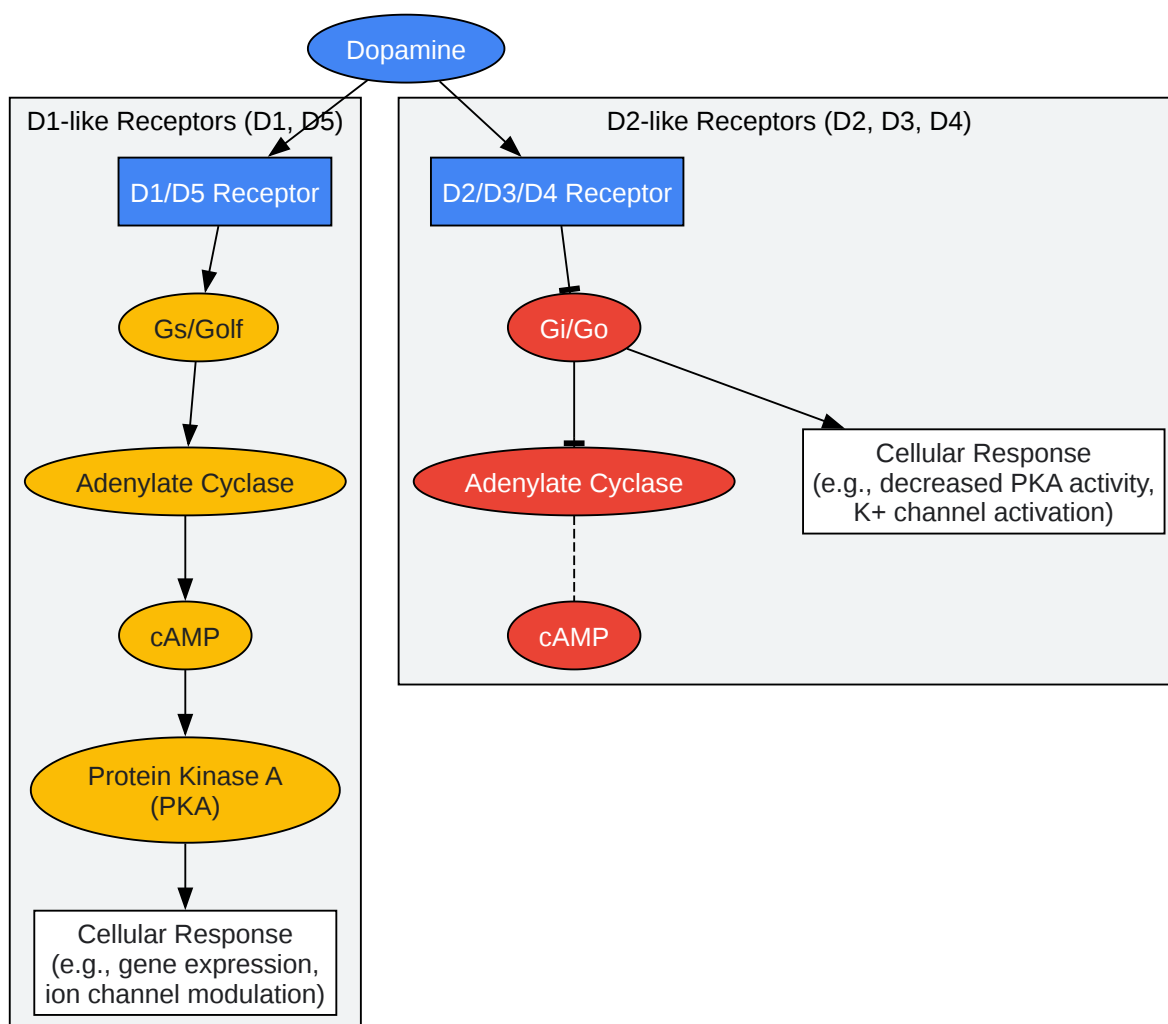 Dopamine
D1-like Receptors (D1, D5)
D1/D5 Receptor
Gs/Golf
Adenylate Cyclase
cAMP
Protein Kinase A
(PKA)
Cellular Response
(e.g., gene expression,
ion channel modulation)
D2-like Receptors (D2, D3, D4)
D2/D3/D4 Receptor
Gi/Go
Adenylate Cyclase
cAMP
Cellular Response
(e.g., decreased PKA activity,
K+ channel activation)